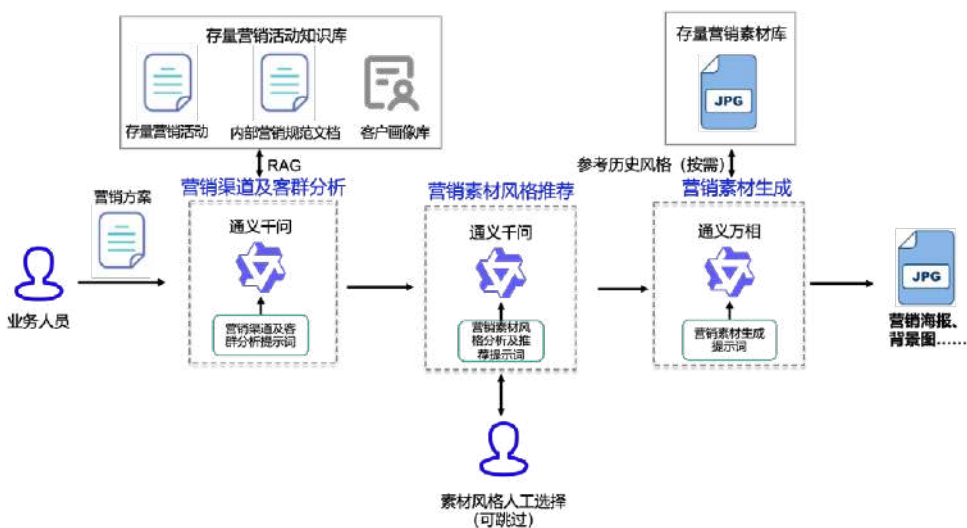 存量营销活动知识库
存量营销活动
内部营销规范文档
客户画像库
存量营销素材库
JPG
RAG
参考历史风格（按需）
营销方案
营销渠道及客群分析
营销素材风格推荐
营销素材生成
通义千问
通义千问
通义万相
业务人员
营销渠道及客
群分析提示词
营销素材风
格分析及推
荐提示词
营销素材生成
提示词
JPG
营销海报、
背景图......
素材风格人工选择
(可跳过)